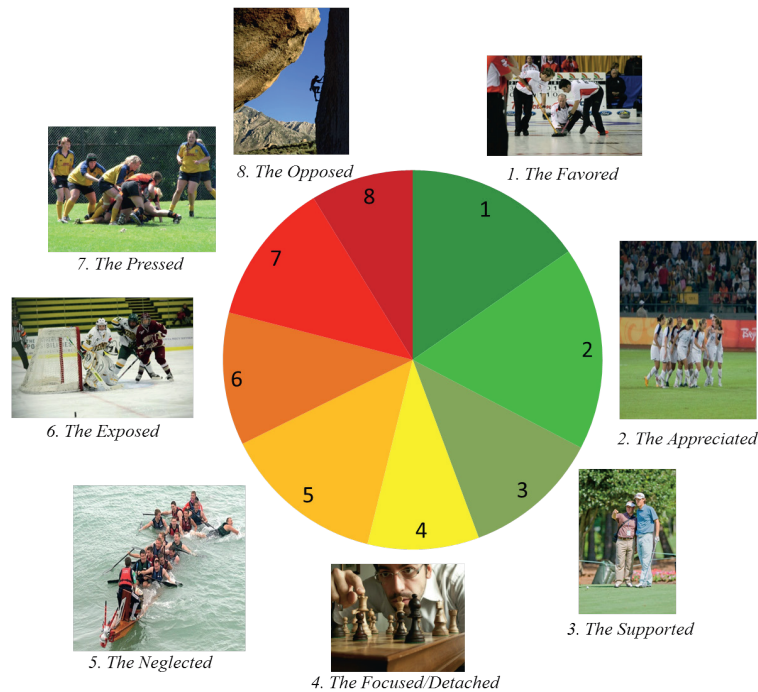 8. The Opposed
1. The Favored
7. The Pressed
8
1
7
2
6
6. The Exposed
2. The Appreciated
3
5
4
3. The Supported
5. The Neglected
4. The Focused/Detached